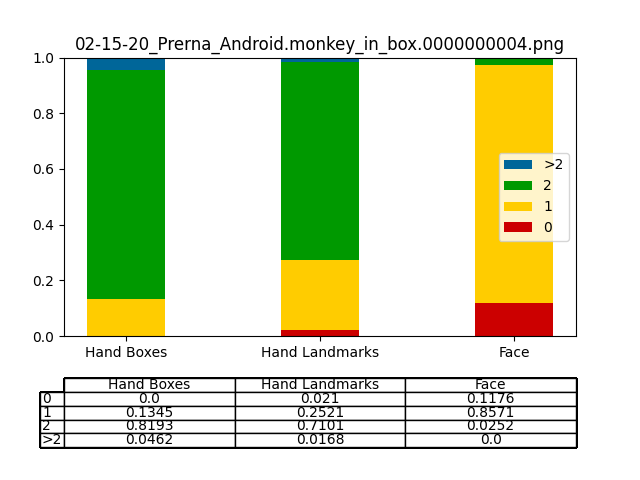 02-15-20_Prerna_Android.monkey_in_box.0000000004.png
1.0
0.8
0.6
0.4
0.2
0.0
>2
2
1
0
Hand Boxes Hand Landmarks Face
Hand Boxes Hand Landmarks Face
0 0.0 0.021 0.1176
1 0.1345 0.2521 0.8571
2 0.8193 0.7101 0.0252
>2 0.0462 0.0168 0.0